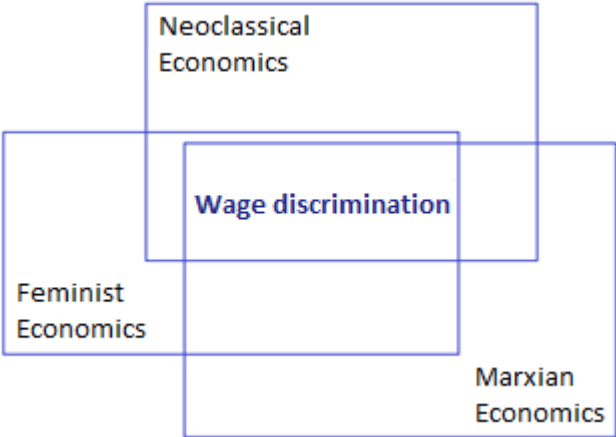 Neoclassical
Economics
Wage discrimination
Feminist
Economics
Marxian
Economics